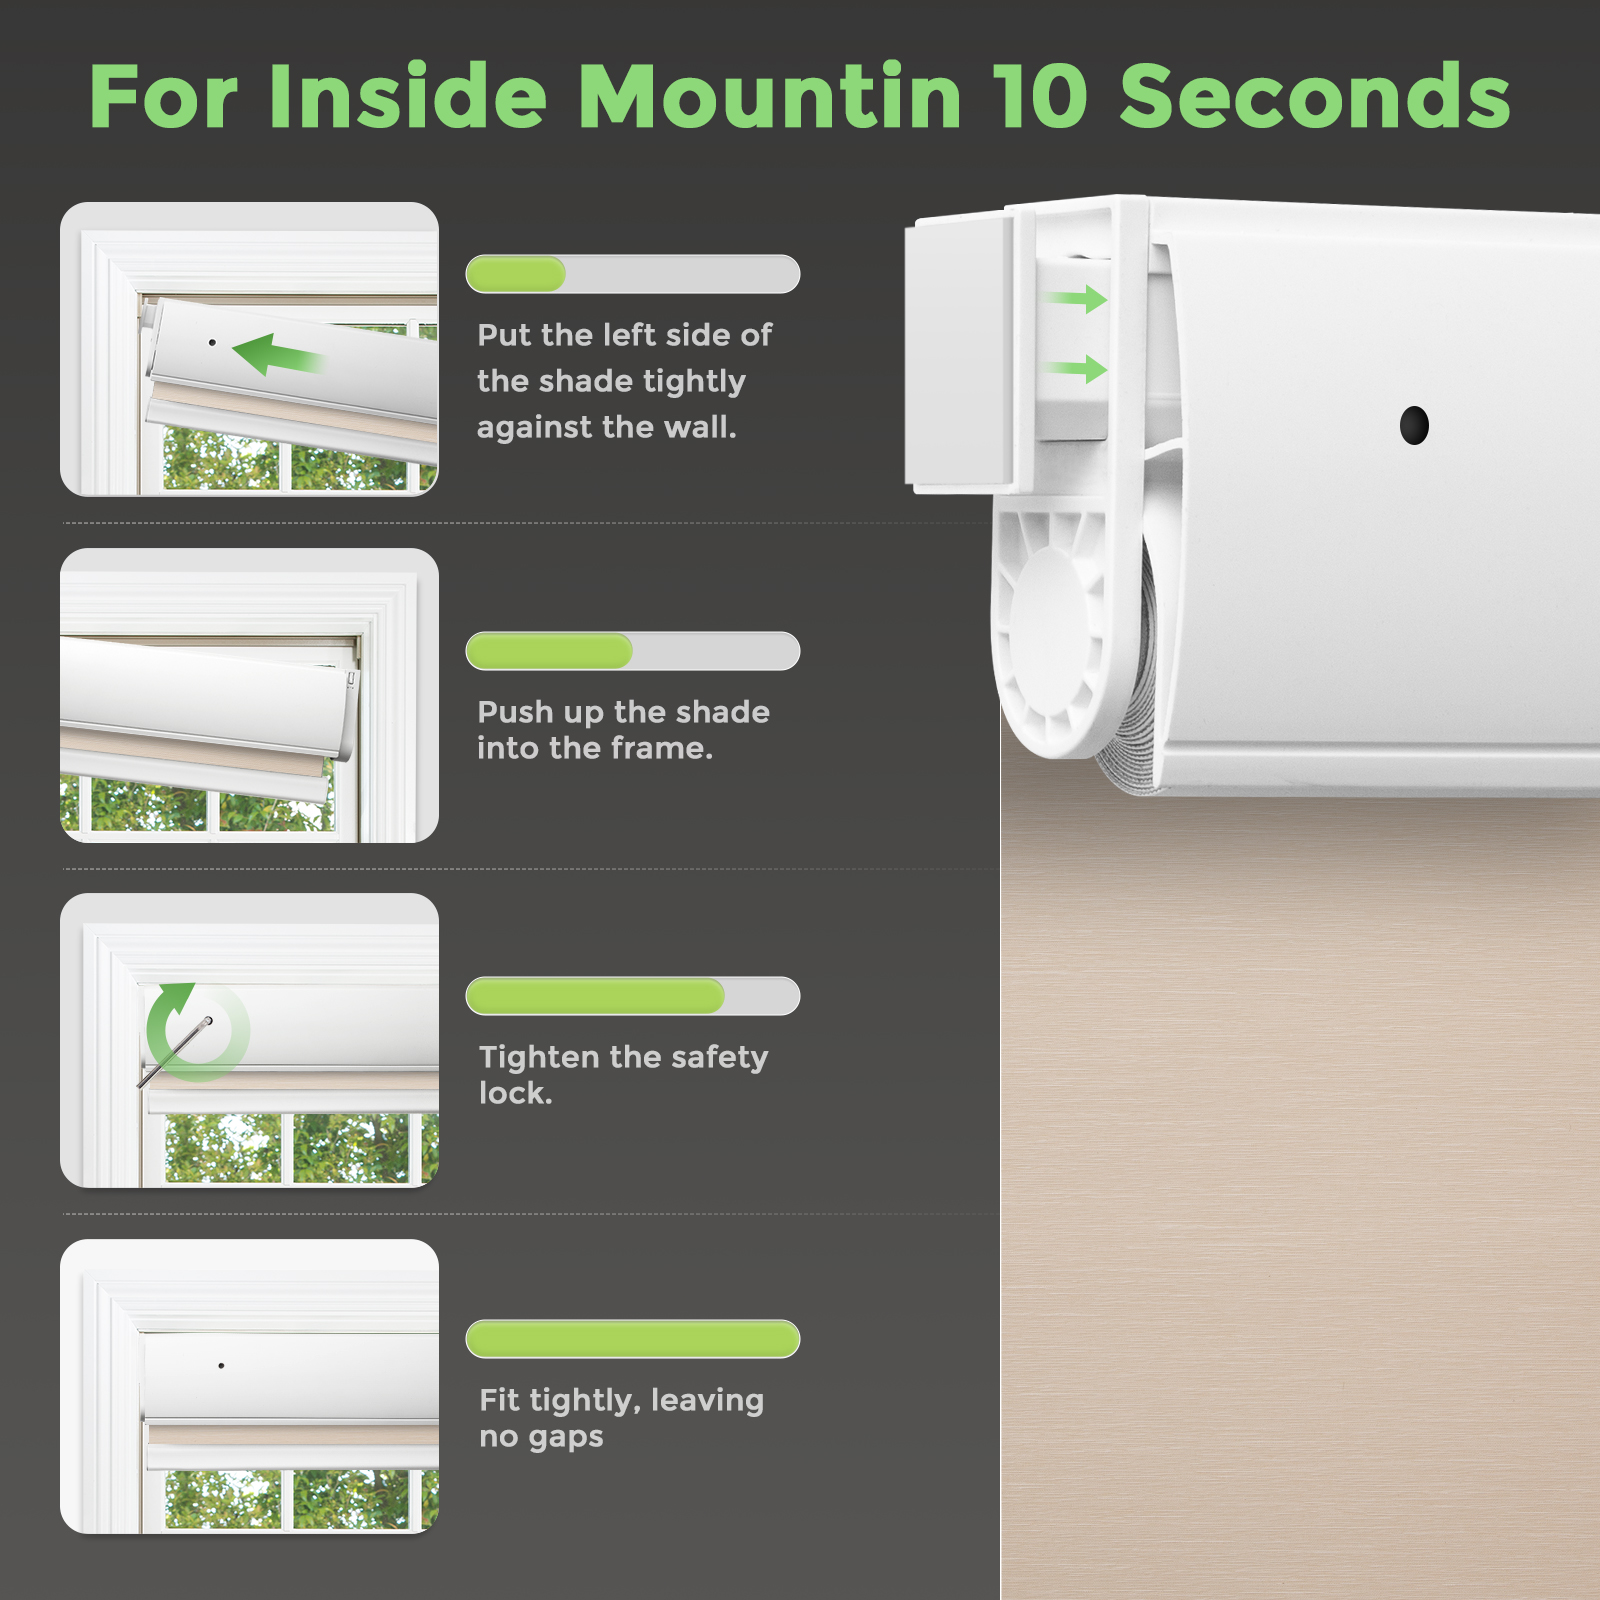 For Inside Mountin 10 Seconds
Put the left side of
the shade tightly
against the wall.
Push up the shade
into the frame.
Tighten the safety
lock.
Fit tightly, leaving
no gaps